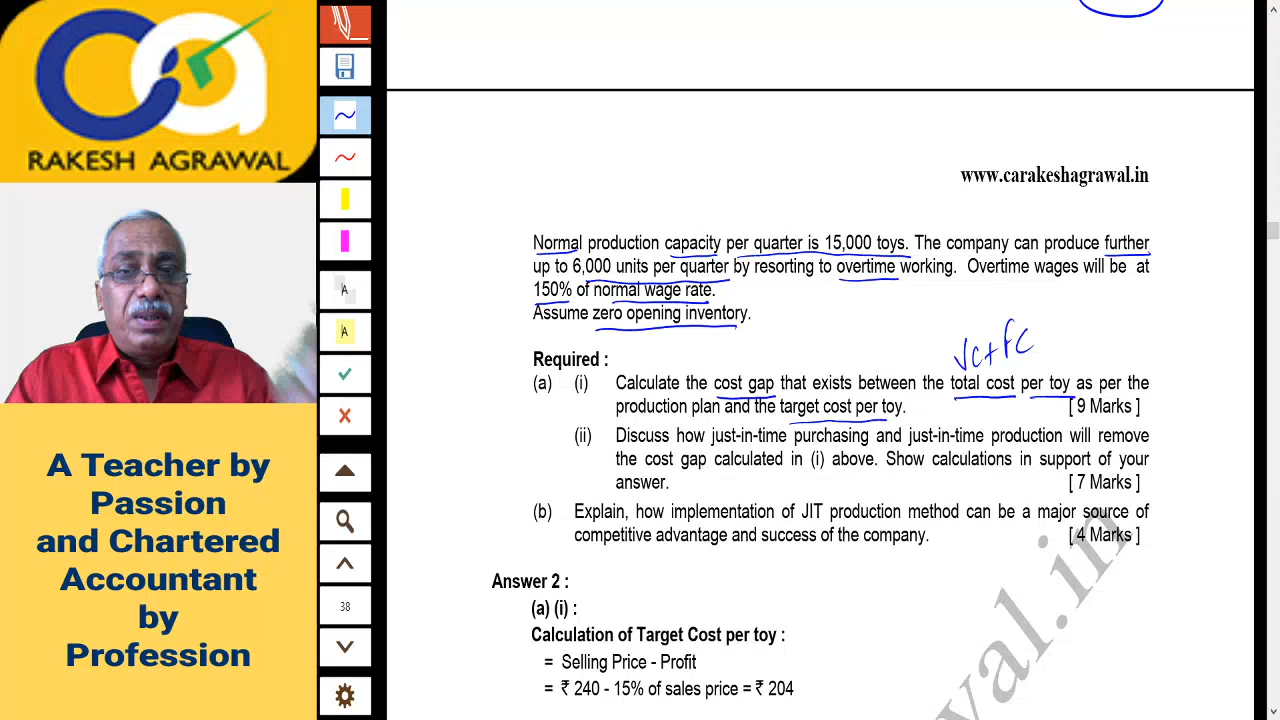 RAKESH AGRAWAL
A Teacher by
Passion
and Chartered
Accountant
by
Profession
A
A
38
www.carakeshagrawal.in
Normal production capacity per quarter is 15,000 toys. The company can produce further
up to 6,000 units per quarter by resorting to overtime working. Overtime wages will be at
150% of normal wage rate.
Assume zero opening inventory.
VC+FC
Required :
(a) (i) Calculate the cost gap that exists between the total cost per toy as per the
production plan and the target cost per toy. [ 9 Marks ]
(ii) Discuss how just-in-time purchasing and just-in-time production will remove
the cost gap calculated in (i) above. Show calculations in support of your
answer. [ 7 Marks ]
(b) Explain, how implementation of JIT production method can be a major source of
competitive advantage and success of the company. [ 4 Marks ]
Answer 2 :
(a) (i) :
Calculation of Target Cost per toy :
= Selling Price - Profit
= ₹ 240 - 15% of sales price = ₹ 204
wal.in